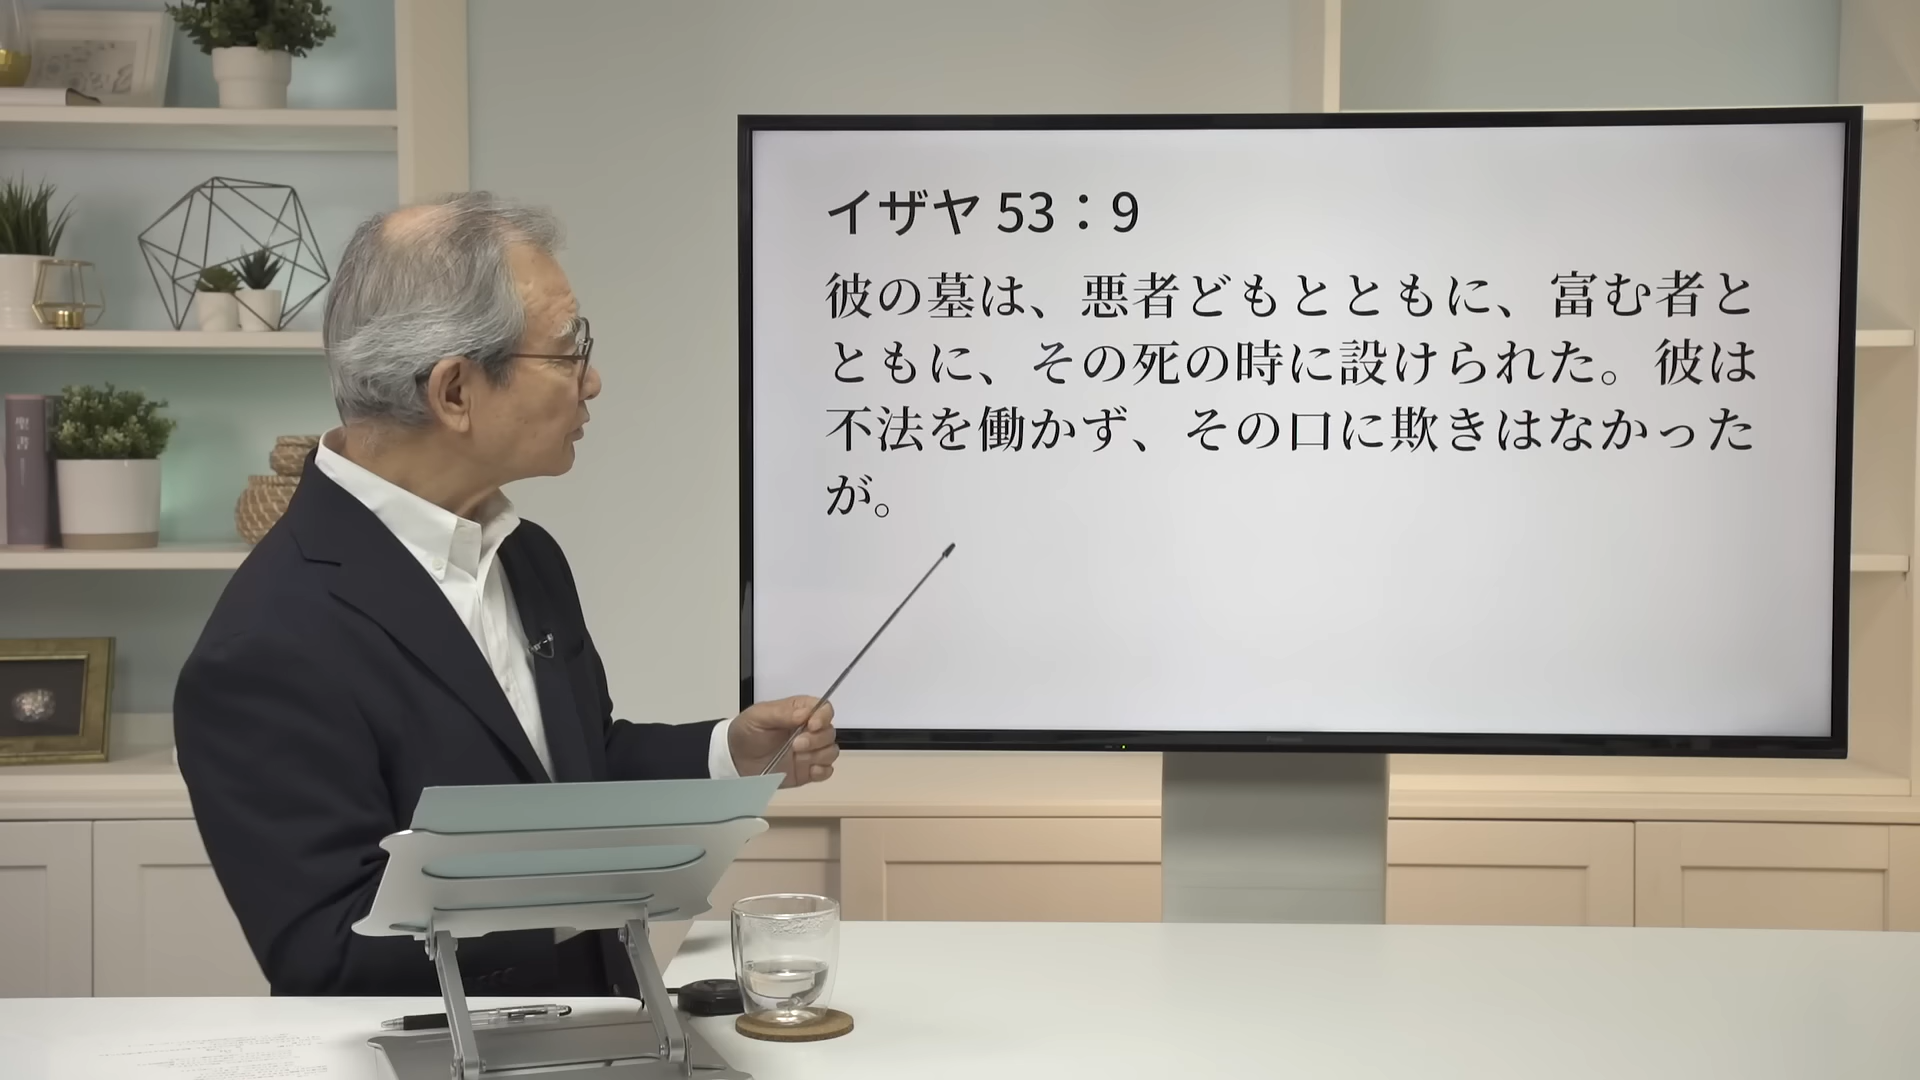 イザヤ 53：9
彼の墓は、悪者どもとともに、富む者と
ともに、その死の時に設けられた。彼は
不法を働かず、その口に欺きはなかった
が。
聖書